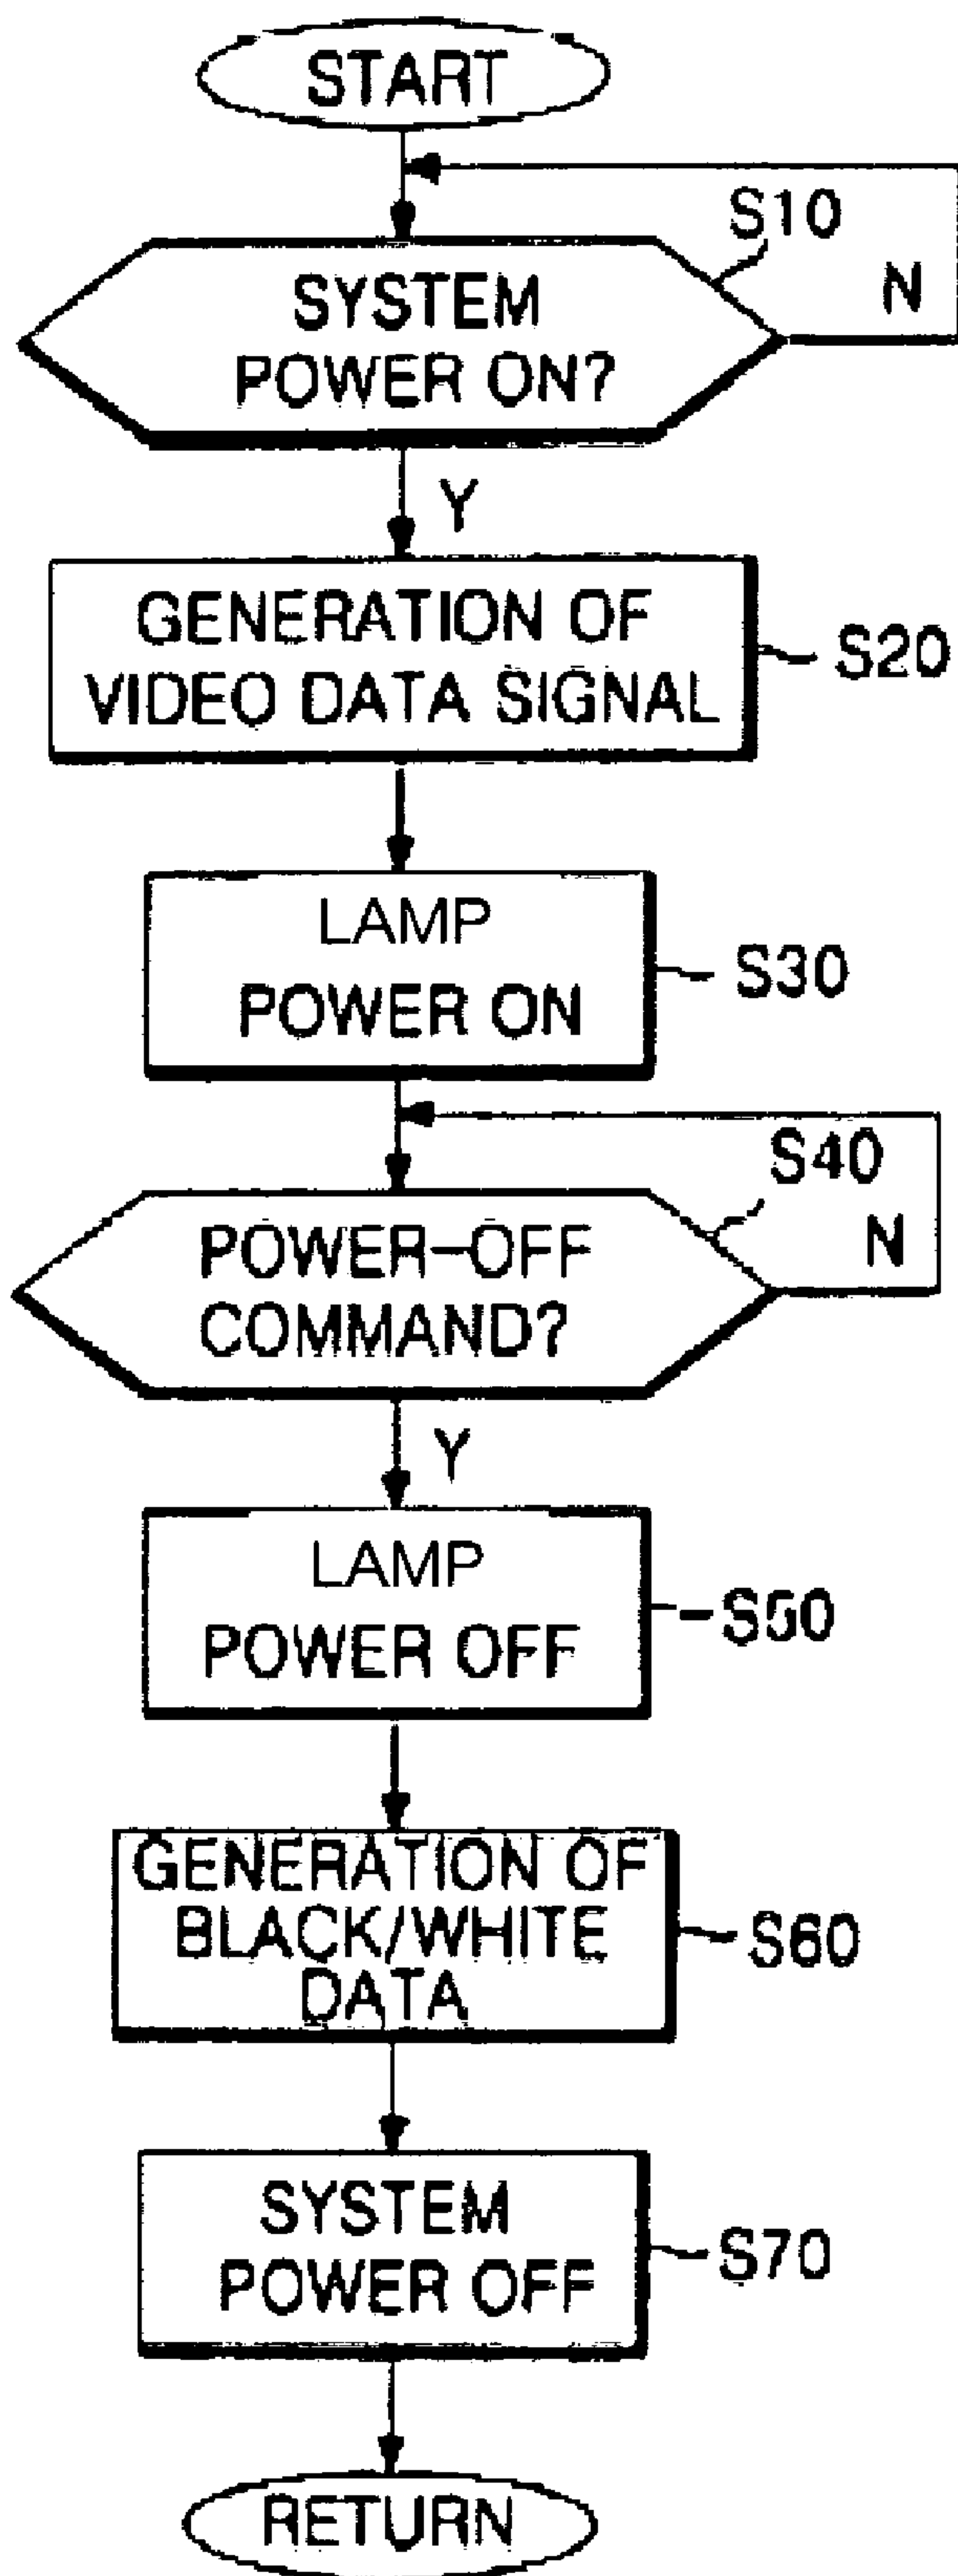 START
S10
N
SYSTEM
POWER ON?
Y
GENERATION OF
VIDEO DATA SIGNAL
S20
LAMP
POWER ON
S30
S40
N
POWER-OFF
COMMAND?
Y
LAMP
POWER OFF
S50
GENERATION OF
BLACK/WHITE
DATA
S60
SYSTEM
POWER OFF
S70
RETURN